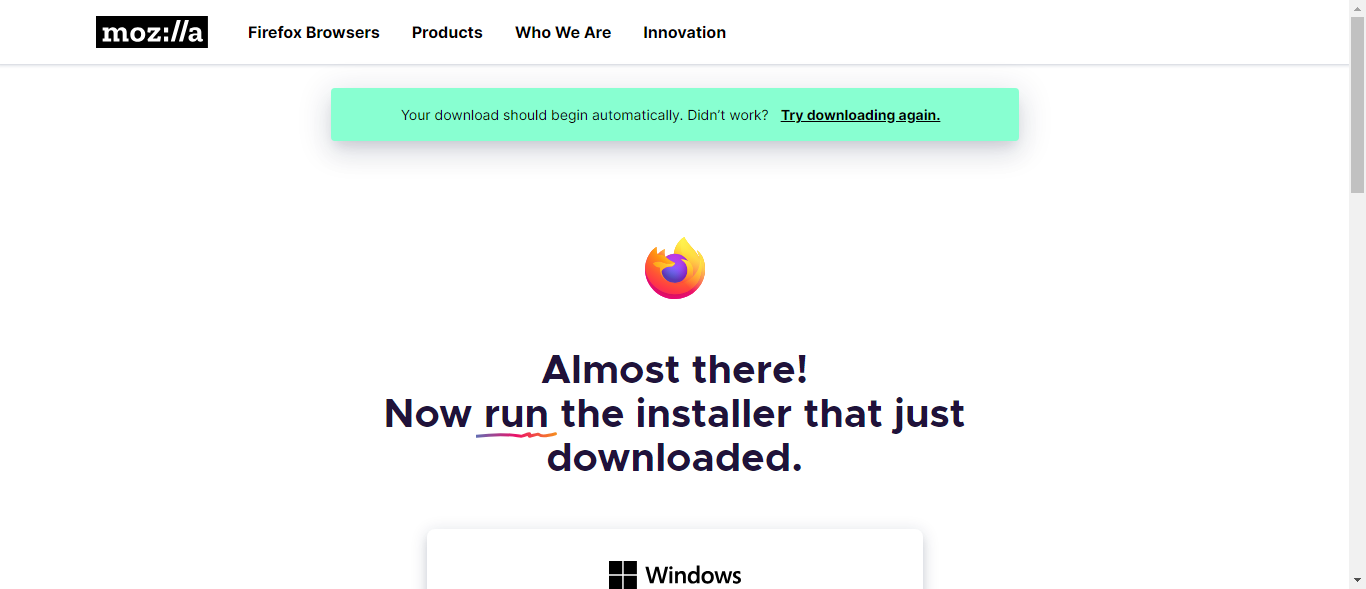 moz://a
Firefox Browsers Products Who We Are Innovation
Your download should begin automatically. Didn’t work? Try downloading again.
Almost there!
Now run the installer that just
downloaded.
Windows